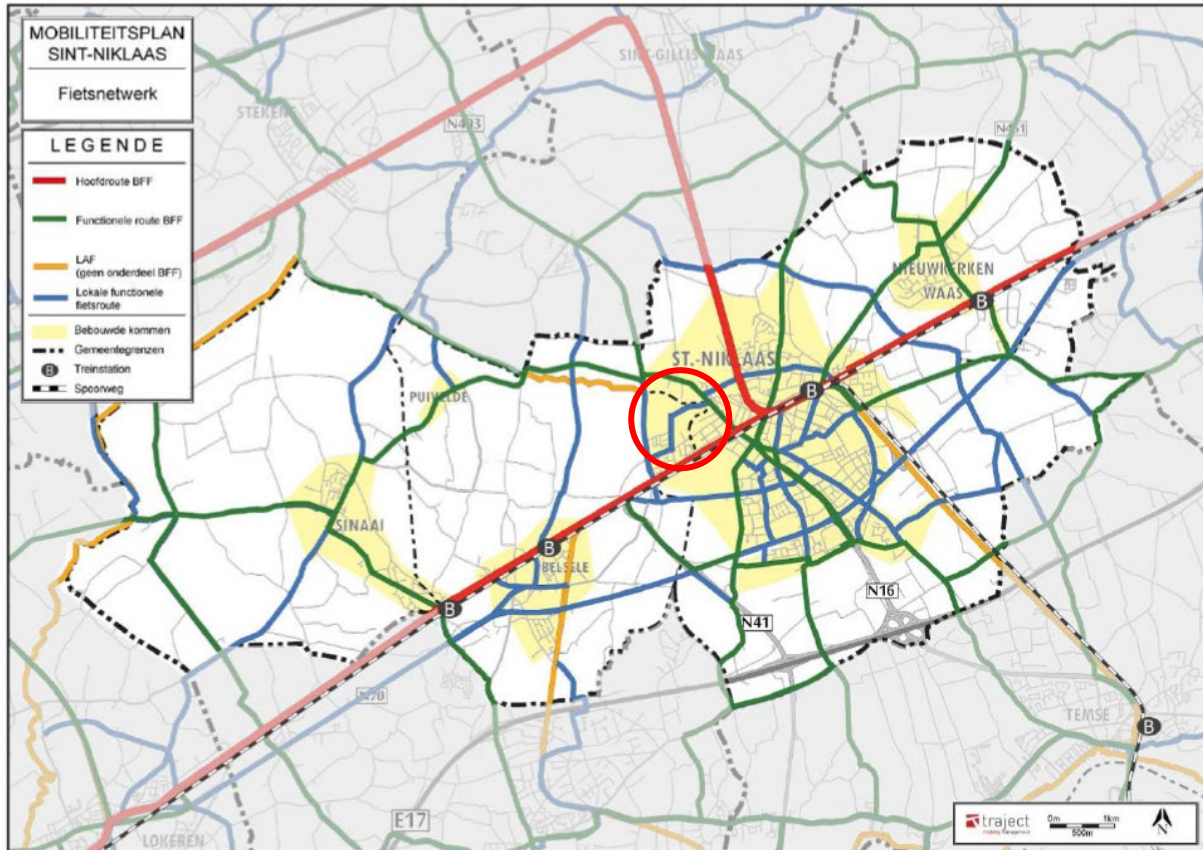 MOBILITEITSPLAN
SINT-NIKLAAS
Fietsnetwerk
LEGENDE
Hoofdroute BFF
Functionele route BFF
LAF
(geen onderdeel BFF)
Lokale functionele
fietsroute
Bebouwde kommen
Gemeentegrenzen
B Treinstation
Spoorweg
SINT-GILLIS WAAS
STEKENE
N403
N451
NIEUWKERKEN
WAAS
B
ST.-NIKLAAS
B
PUIVELDE
SINAAI
B
BELSELE
B
N16
N41
N70
TEMSE
B
E17
LOKEREN
traject
mobility management
0m 1km
500m
N